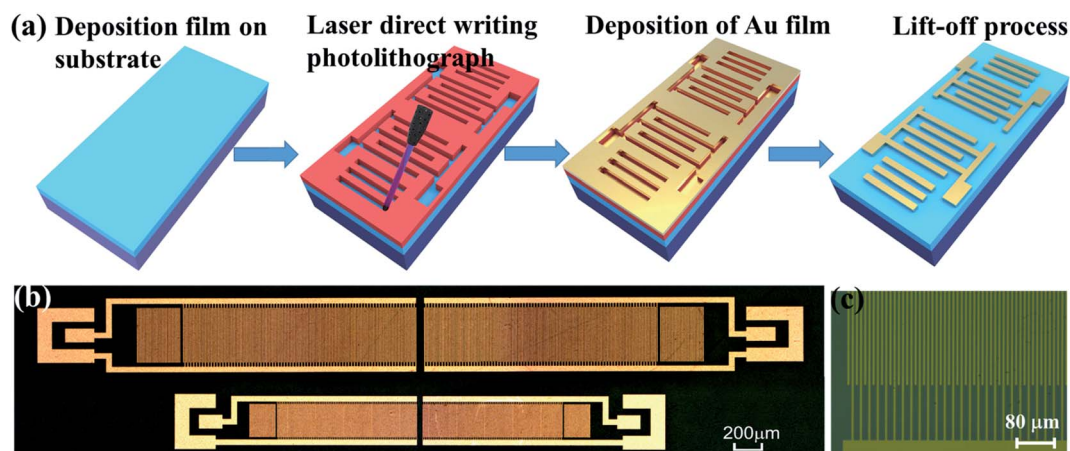 (a) Deposition film on substrate
Laser direct writing photolithograph
Deposition of Au film
Lift-off process
(b)
200μm
(c)
80 μm